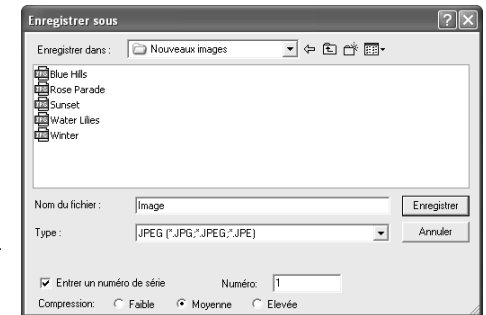 Enregistrer sous
Enregistrer dans : Nouveaux images
Blue Hills
Rose Parade
Sunset
Water Lilies
Winter
Nom du fichier : Image Enregistrer
Type : JPEG (*.JPG;*.JPEG;*.JPE) Annuler
Entrer un numéro de série Numéro: 1
Compression: Faible Moyenne Elevée